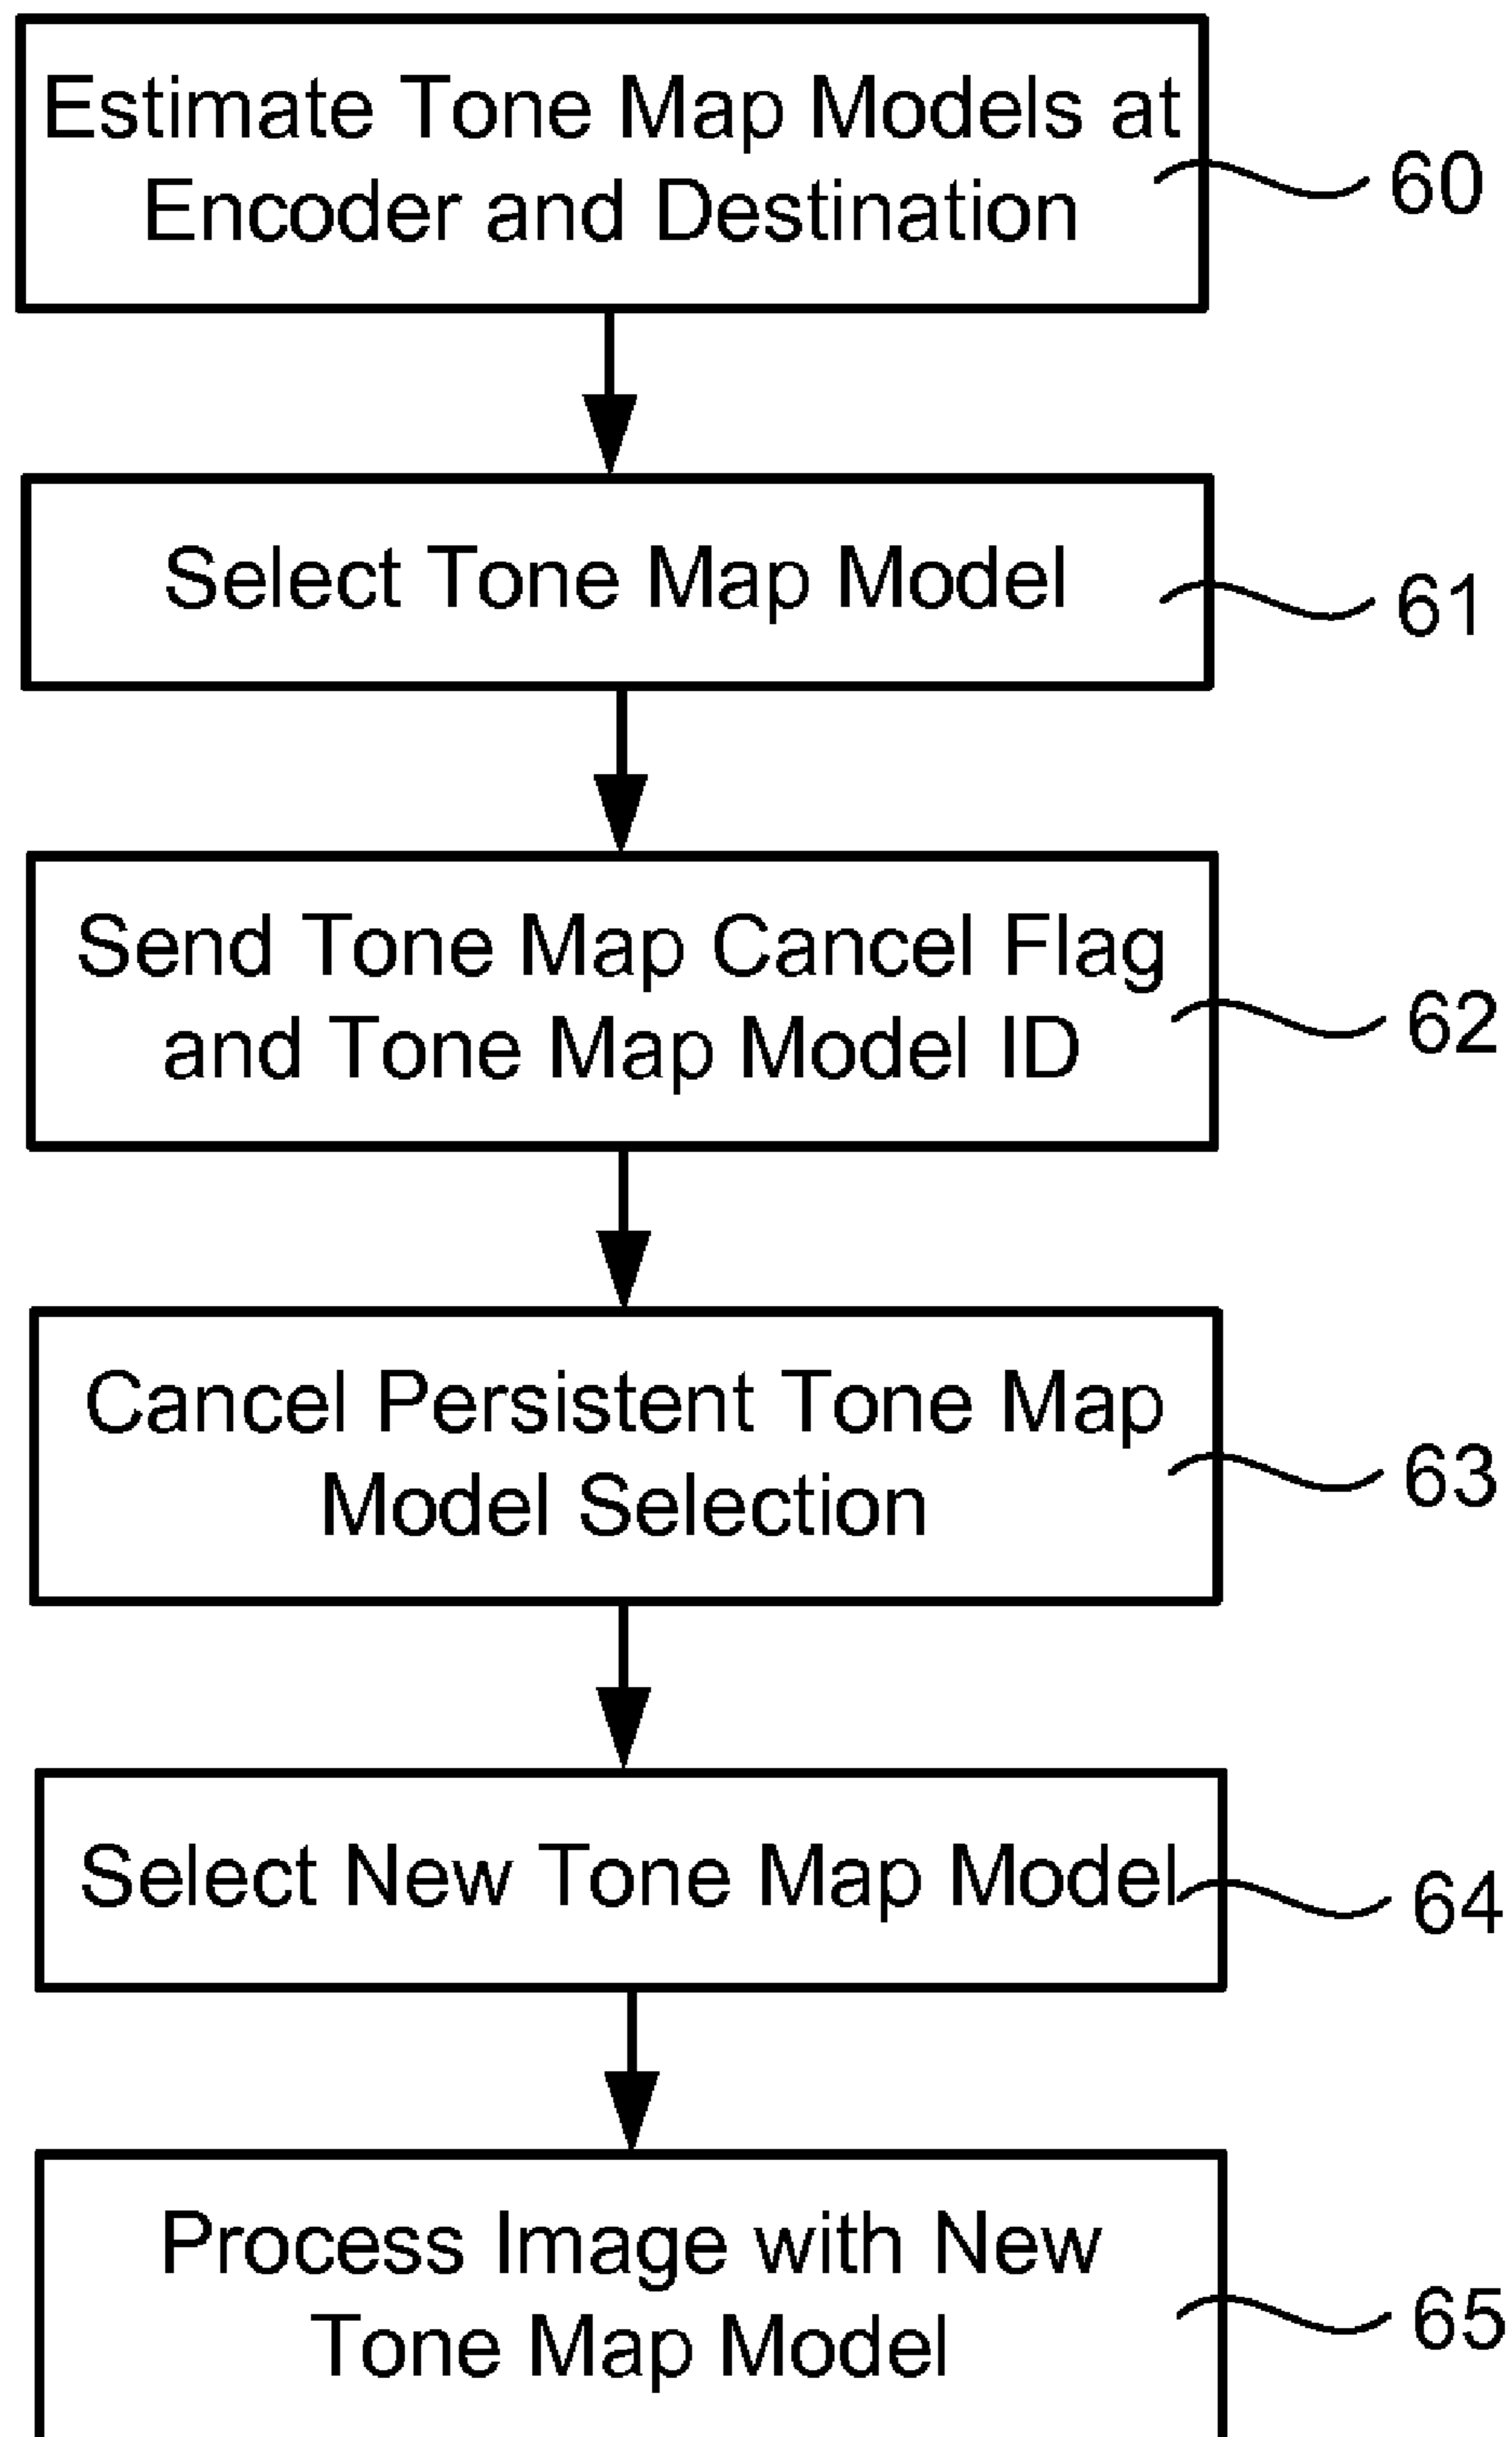 Estimate Tone Map Models at
Encoder and Destination
60
Select Tone Map Model
61
Send Tone Map Cancel Flag
and Tone Map Model ID
62
Cancel Persistent Tone Map
Model Selection
63
Select New Tone Map Model
64
Process Image with New
Tone Map Model
65